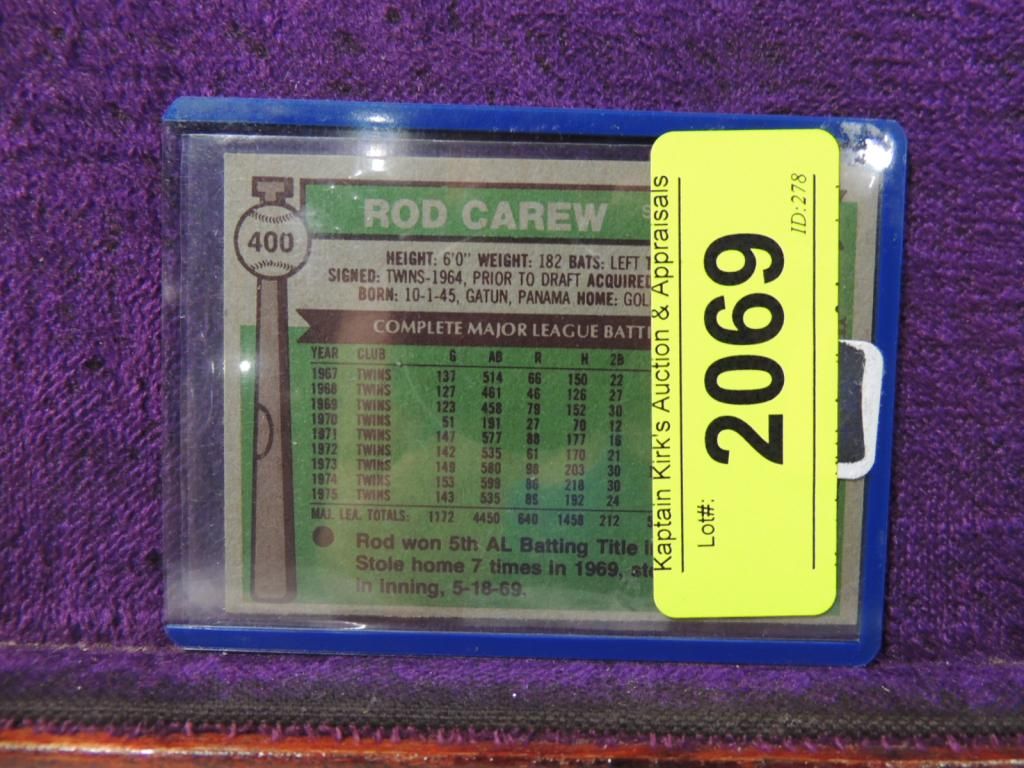 400
ROD CAREW
HEIGHT: 6'0" WEIGHT: 182 BATS: LEFT
SIGNED: TWINS-1964, PRIOR TO DRAFT ACQUIRED
BORN: 10-1-45, GATUN, PANAMA HOME: GOL
COMPLETE MAJOR LEAGUE BATTI
YEAR CLUB G AB R H 2B
1967 TWINS 137 514 66 150 22
1968 TWINS 127 461 46 126 27
1969 TWINS 123 458 79 152 30
1970 TWINS 51 191 27 70 12
1971 TWINS 147 577 88 177 16
1972 TWINS 142 535 61 170 21
1973 TWINS 149 580 98 203 30
1974 TWINS 153 599 86 218 30
1975 TWINS 143 535 89 192 24
MAJ. LEA. TOTALS: 1172 4450 640 1458 212
Rod won 5th AL Batting Title
Stole home 7 times in 1969, st
in inning, 5-18-69.
Kaptain Kirk's Auction & Appraisals
Lot#:
2069
ID:278